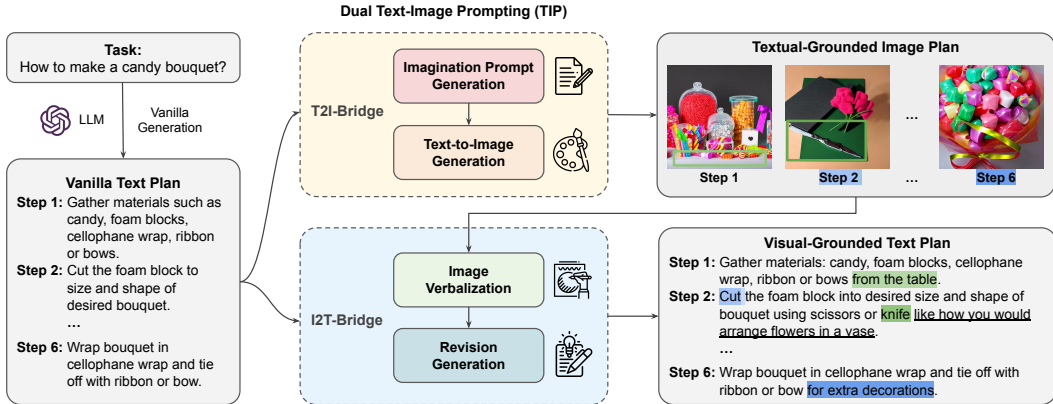 Dual Text-Image Prompting (TIP)
Task:
How to make a candy bouquet?
LLM
Vanilla
Generation
Vanilla Text Plan
Step 1: Gather materials such as
candy, foam blocks,
cellophane wrap, ribbon
or bows.
Step 2: Cut the foam block to
size and shape of
desired bouquet.
...
Step 6: Wrap bouquet in
cellophane wrap and tie
off with ribbon or bow.
T2I-Bridge
Imagination Prompt
Generation
Text-to-Image
Generation
I2T-Bridge
Image
Verbalization
Revision
Generation
Textual-Grounded Image Plan
...
Step 1
Step 2
...
Step 6
Visual-Grounded Text Plan
Step 1: Gather materials: candy, foam blocks, cellophane
wrap, ribbon or bows from the table.
Step 2: Cut the foam block into desired size and shape of
bouquet using scissors or knife like how you would
arrange flowers in a vase.
...
Step 6: Wrap bouquet in cellophane wrap and tie off with
ribbon or bow for extra decorations.